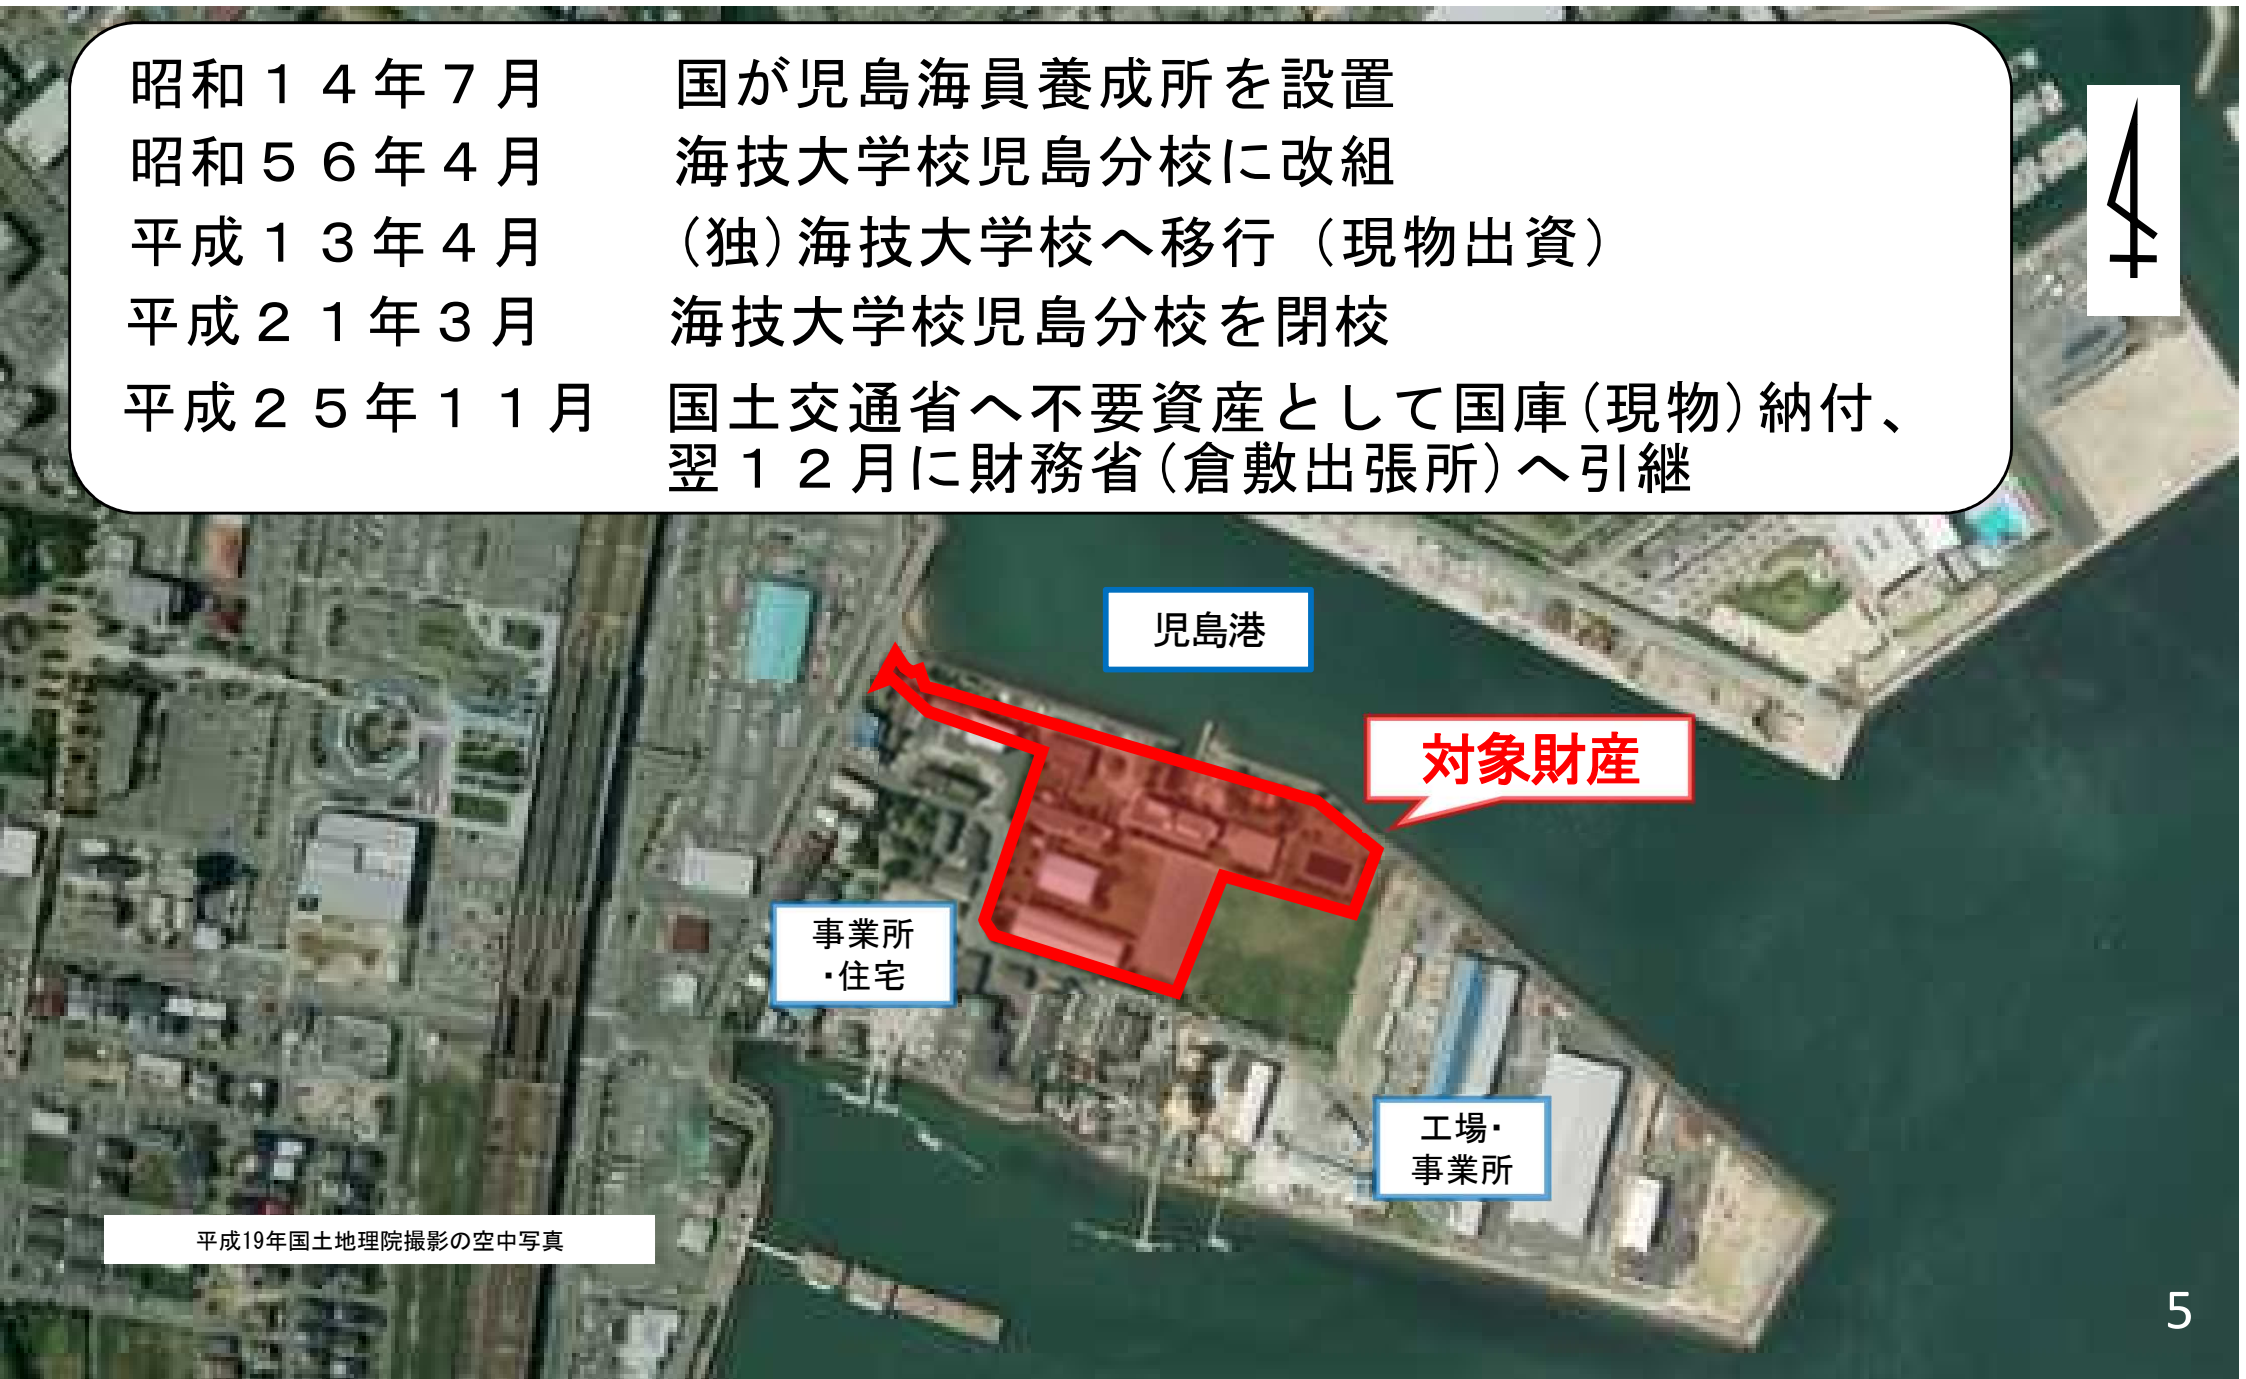 昭和１４年７月　国が児島海員養成所を設置
昭和５６年４月　海技大学校児島分校に改組
平成１３年４月　(独)海技大学校へ移行（現物出資）
平成２１年３月　海技大学校児島分校を閉校
平成２５年１１月　国土交通省へ不要資産として国庫(現物)納付、
翌１２月に財務省(倉敷出張所)へ引継
児島港
対象財産
事業所
・住宅
工場・
事業所
平成19年国土地理院撮影の空中写真
5